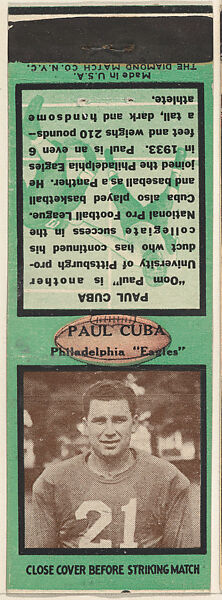 Made in U.S.A.
THE DIAMOND MATCH CO. N.Y.C.
PAUL CUBA
"Oom Paul" is another
University of Pittsburgh pro-
duct who has continued his
collegiate success in the
National Pro Football League.
Cuba also played basketball
and baseball as a Panther. He
joined the Philadelphia Eagles
in 1933. Paul is an even 6
feet and weighs 210 pounds—
a tall, dark and handsome
athlete.
PAUL CUBA
Philadelphia "Eagles"
21
CLOSE COVER BEFORE STRIKING MATCH